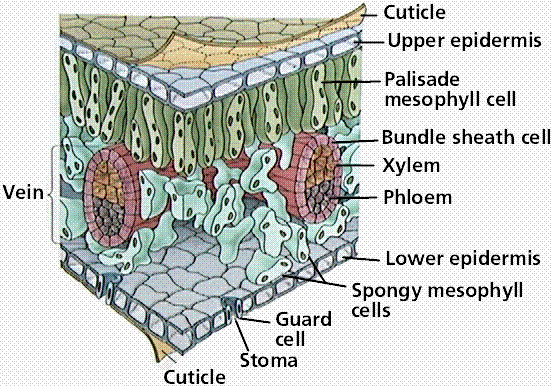 Cuticle
Upper epidermis
Palisade
mesophyll cell
Bundle sheath cell
Xylem
Vein
Phloem
Lower epidermis
Spongy mesophyll
cells
Guard
cell
Stoma
Cuticle